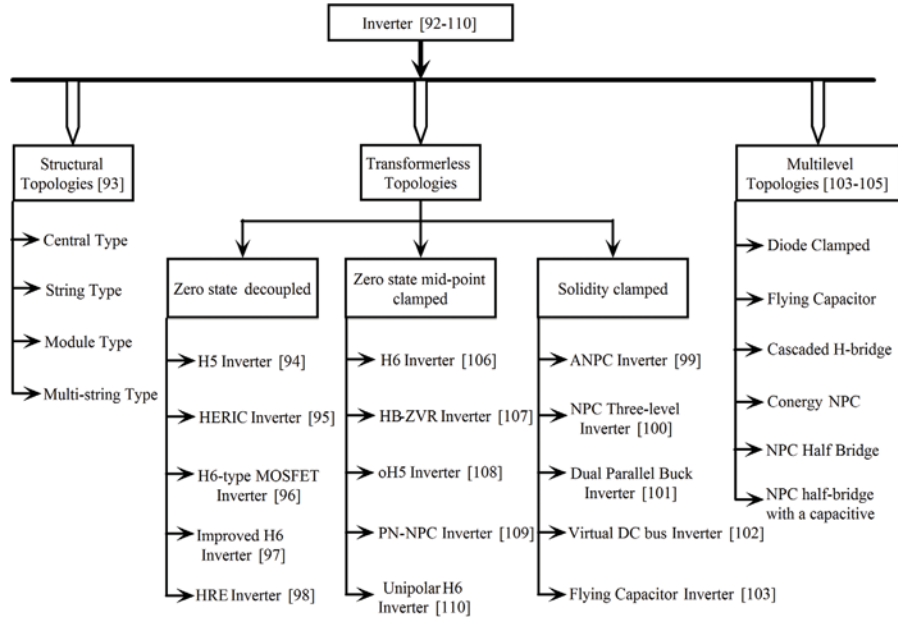 Inverter [92-110]
Structural
Topologies [93]
Central Type
String Type
Module Type
Multi-string Type
Transformerless
Topologies
Zero state decoupled
H5 Inverter [94]
HERIC Inverter [95]
H6-type MOSFET
Inverter [96]
Improved H6
Inverter [97]
HRE Inverter [98]
Zero state mid-point
clamped
H6 Inverter [106]
HB-ZVR Inverter [107]
oH5 Inverter [108]
PN-NPC Inverter [109]
Unipolar H6
Inverter [110]
Solidity clamped
ANPC Inverter [99]
NPC Three-level
Inverter [100]
Dual Parallel Buck
Inverter [101]
Virtual DC bus Inverter [102]
Flying Capacitor Inverter [103]
Multilevel
Topologies [103-105]
Diode Clamped
Flying Capacitor
Cascaded H-bridge
Conergy NPC
NPC Half Bridge
NPC half-bridge
with a capacitive